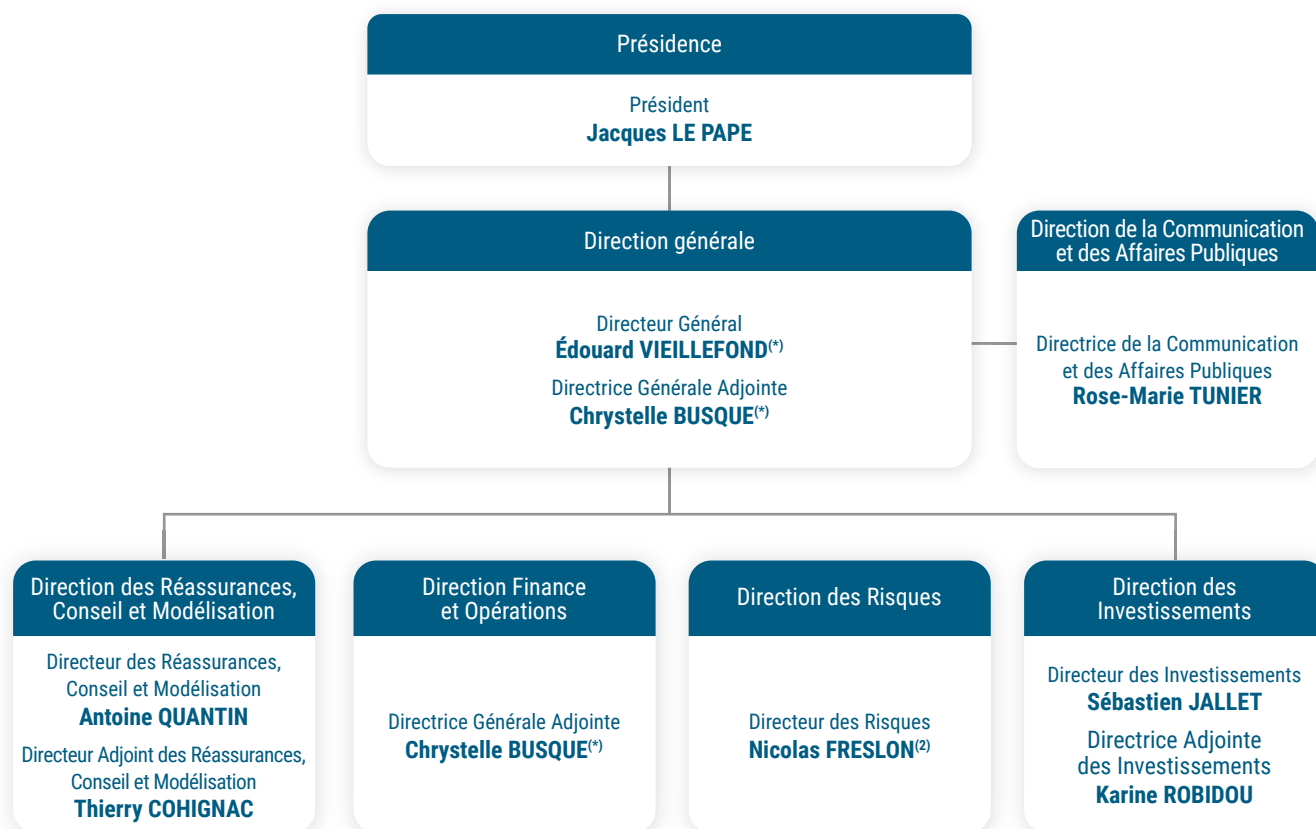 Présidence
Président
Jacques LE PAPE
Direction générale
Directeur Général
Édouard VIEILLEFOND(*)
Directrice Générale Adjointe
Chrystelle BUSQUE(*)
Direction de la Communication
et des Affaires Publiques
Directrice de la Communication
et des Affaires Publiques
Rose-Marie TUNIER
Direction des Réassurances,
Conseil et Modélisation
Directeur des Réassurances,
Conseil et Modélisation
Antoine QUANTIN
Directeur Adjoint des Réassurances,
Conseil et Modélisation
Thierry COHIGNAC
Direction Finance
et Opérations
Directrice Générale Adjointe
Chrystelle BUSQUE(*)
Direction des Risques
Directeur des Risques
Nicolas FRESLON(2)
Direction des
Investissements
Directeur des Investissements
Sébastien JALLET
Directrice Adjointe
des Investissements
Karine ROBIDOU